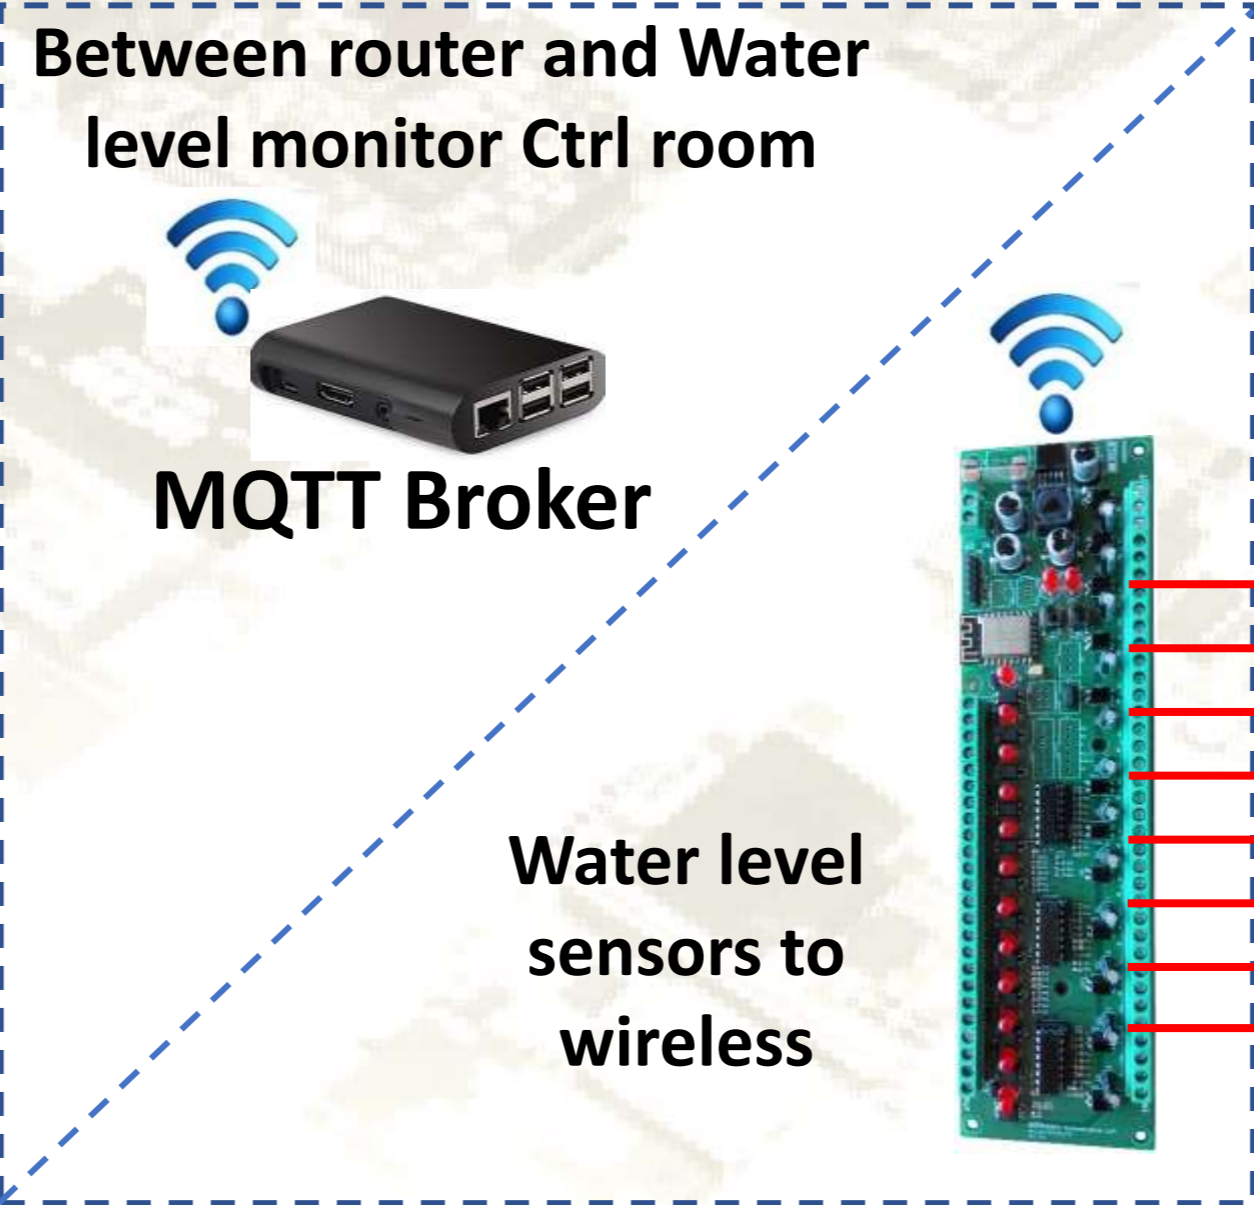 Between router and Water
level monitor Ctrl room
MQTT Broker
Water level
sensors to
wireless